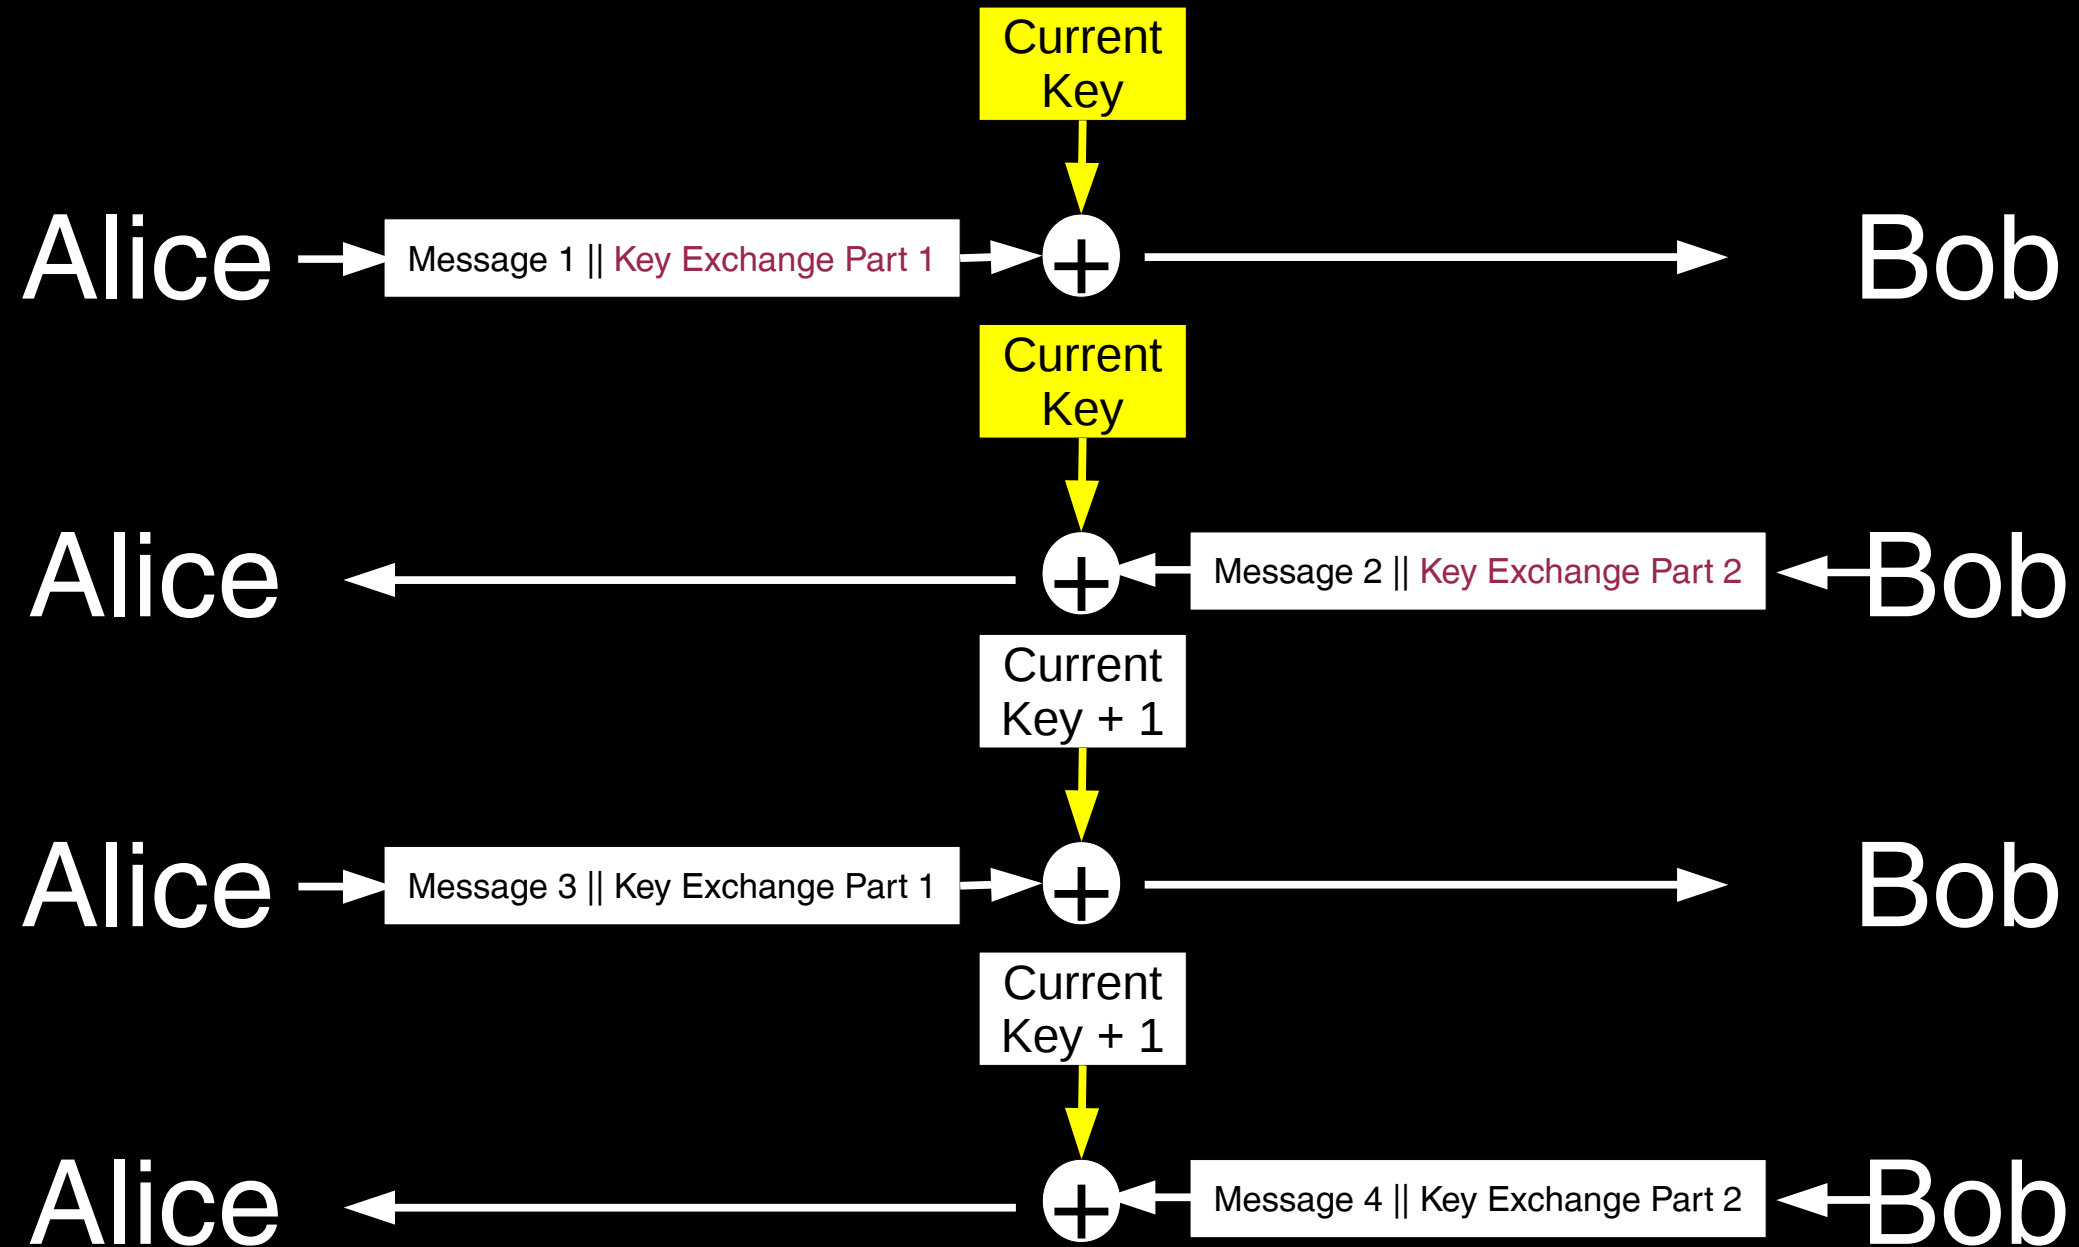 Current
Key
Alice
Message 1 || Key Exchange Part 1
+
Bob
Current
Key
Alice
+
Message 2 || Key Exchange Part 2
Bob
Current
Key + 1
Alice
Message 3 || Key Exchange Part 1
+
Bob
Current
Key + 1
Alice
+
Message 4 || Key Exchange Part 2
Bob